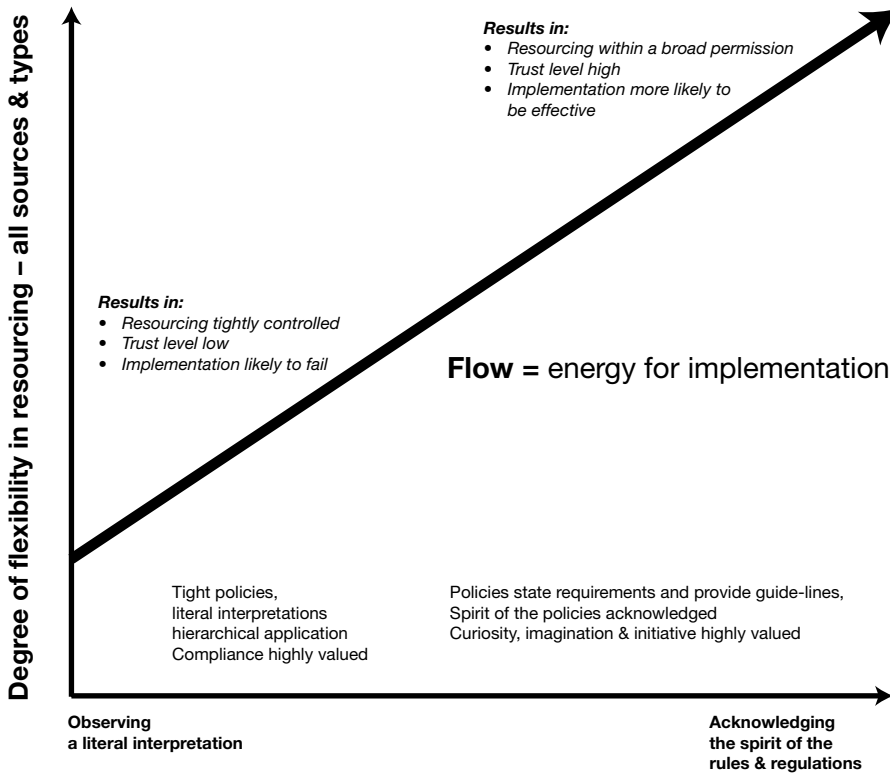 Degree of flexibility in resourcing – all sources & types
Results in:
• Resourcing within a broad permission
• Trust level high
• Implementation more likely to
be effective
Results in:
• Resourcing tightly controlled
• Trust level low
• Implementation likely to fail
Flow = energy for implementation
Tight policies,
literal interpretations
hierarchical application
Compliance highly valued
Policies state requirements and provide guide-lines,
Spirit of the policies acknowledged
Curiosity, imagination & initiative highly valued
Observing
a literal interpretation
Acknowledging
the spirit of the
rules & regulations